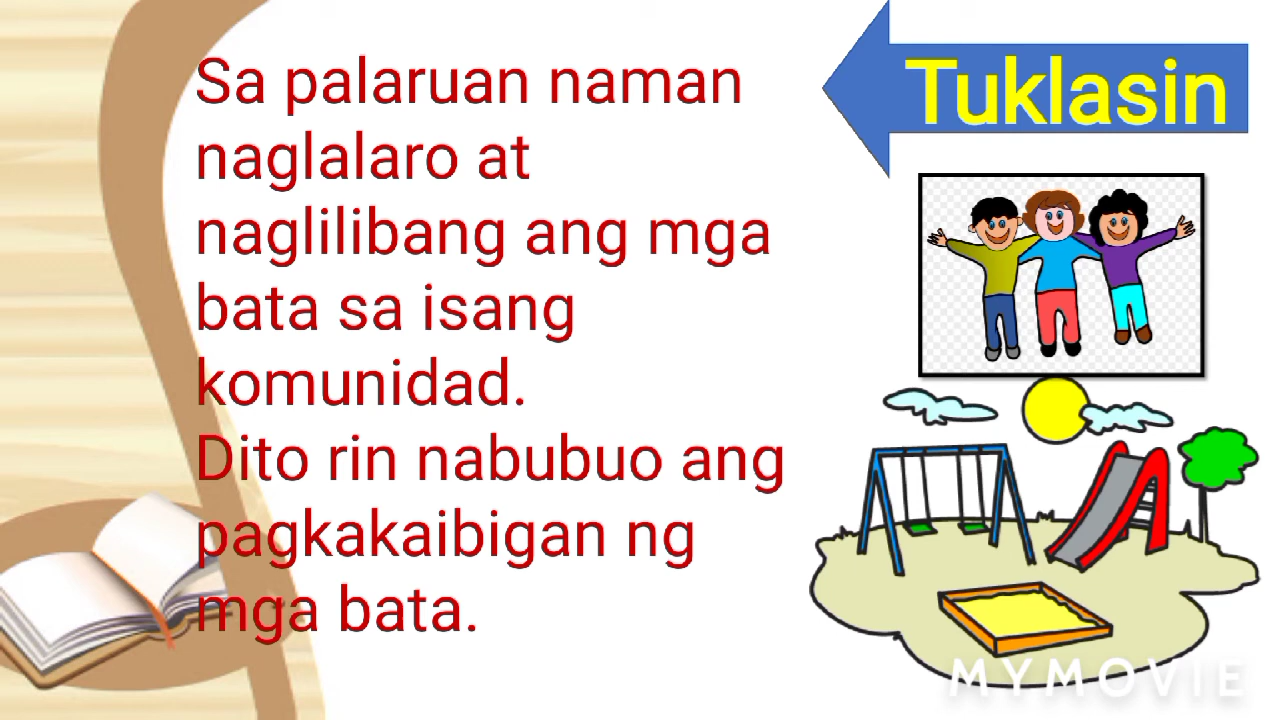 Sa palaruan naman
naglalaro at
naglilibang ang mga
bata sa isang
komunidad.
Dito rin nabubuo ang
pagkakaibigan ng
mga bata.
Tuklasin
MYMOVIE